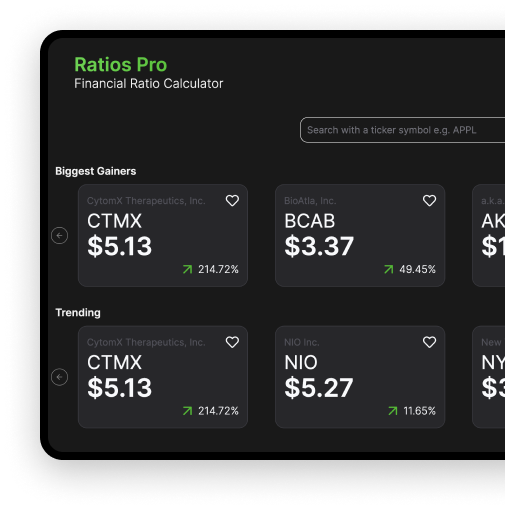 Ratios Pro
Financial Ratio Calculator
Search with a ticker symbol e.g. APPL
Biggest Gainers
CytomX Therapeutics, Inc. BioAtla, Inc. a.k.a.
CTMX BCAB AK
$5.13 $3.37 $1
214.72% 49.45%
Trending
CytomX Therapeutics, Inc. NIO Inc. New
CTMX NIO NY
$5.13 $5.27 $3
214.72% 11.65%